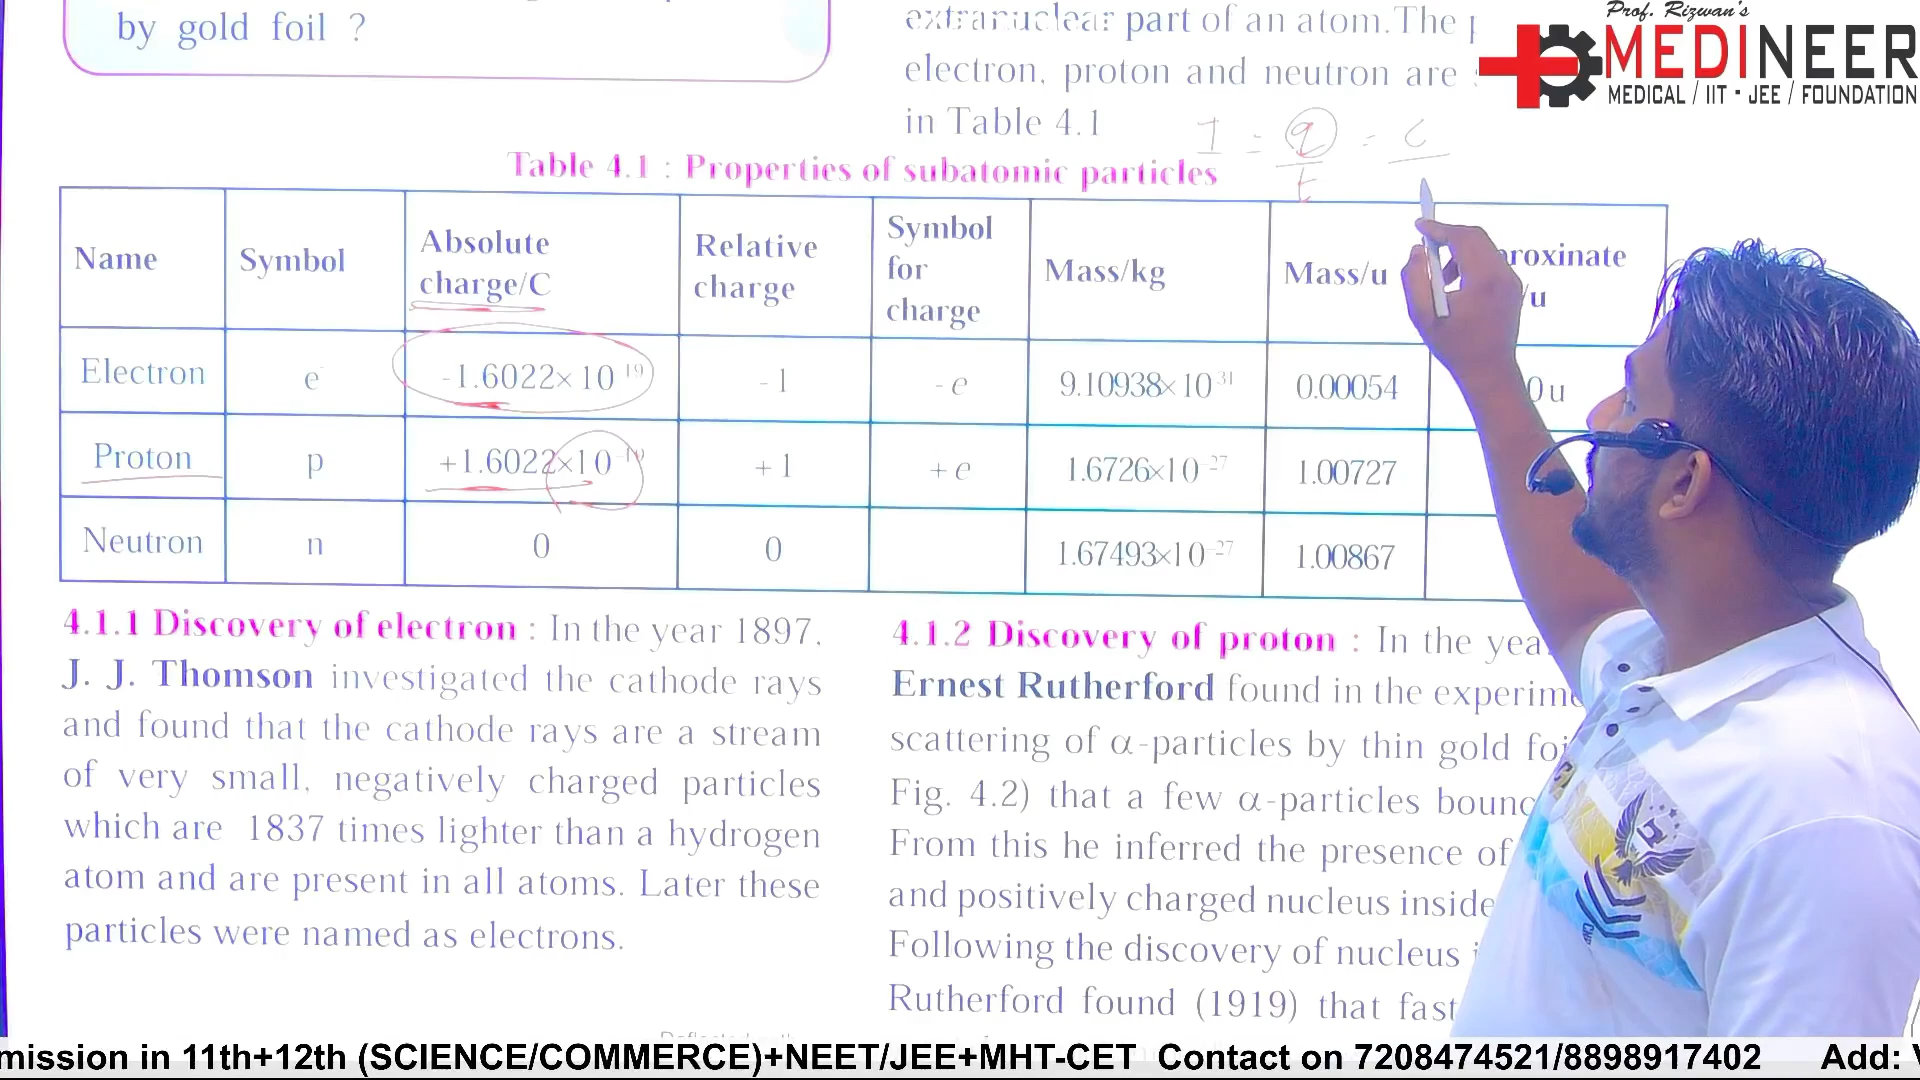 by gold foil ?
extranuclear part of an atom. The
electron, proton and neutron are
in Table 4.1
I = q/t = C
Prof. Rizwan's
MEDINEER
MEDICAL / IIT - JEE / FOUNDATION
Table 4.1 : Properties of subatomic particles
Name Symbol Absolute charge/C Relative charge Symbol for charge Mass/kg Mass/u roxinate /u
Electron e⁻ -1.6022×10⁻¹⁹ -1 -e 9.10938×10⁻³¹ 0.00054 0 u
Proton p +1.6022×10⁻¹⁹ +1 +e 1.6726×10⁻²⁷ 1.00727
Neutron n 0 0 1.67493×10⁻²⁷ 1.00867
4.1.1 Discovery of electron : In the year 1897,
J. J. Thomson investigated the cathode rays
and found that the cathode rays are a stream
of very small, negatively charged particles
which are 1837 times lighter than a hydrogen
atom and are present in all atoms. Later these
particles were named as electrons.
4.1.2 Discovery of proton : In the yea
Ernest Rutherford found in the experim
scattering of α-particles by thin gold foi
Fig. 4.2) that a few α-particles bounc
From this he inferred the presence of
and positively charged nucleus inside
Following the discovery of nucleus i
Rutherford found (1919) that fast
mission in 11th+12th (SCIENCE/COMMERCE)+NEET/JEE+MHT-CET Contact on 7208474521/8898917402 Add: V